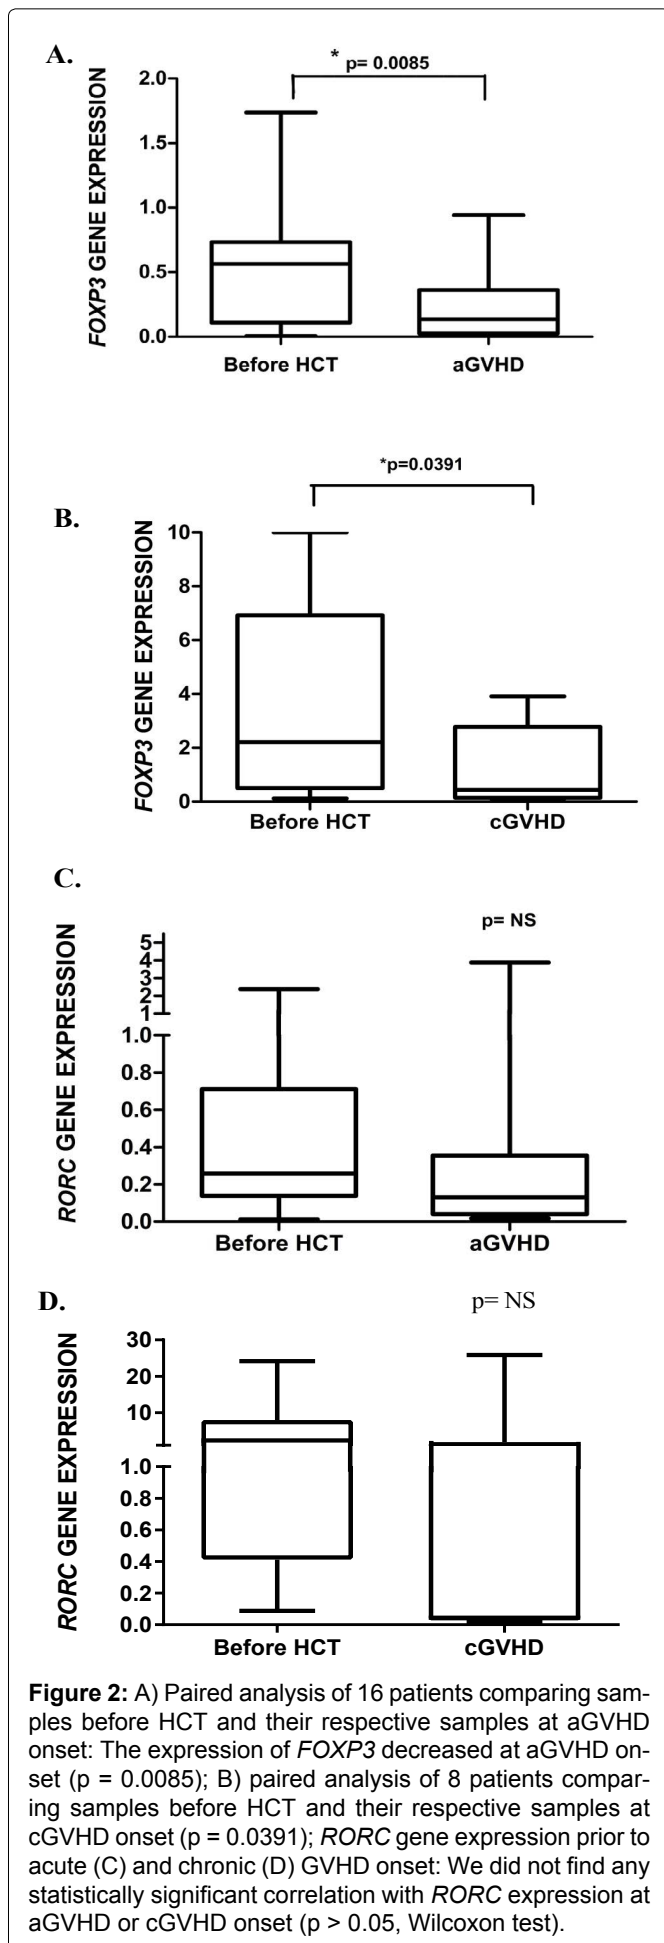 A.
* p= 0.0085
FOXP3 GENE EXPRESSION
2.0
1.5
1.0
0.5
0.0
Before HCT aGVHD
*p=0.0391
B.
FOXP3 GENE EXPRESSION
10
8
6
4
2
0
Before HCT cGVHD
C.
p= NS
RORC GENE EXPRESSION
5
4
3
2
1
1.0
0.8
0.6
0.4
0.2
0.0
Before HCT aGVHD
D.
p= NS
RORC GENE EXPRESSION
30
20
10
1.0
0.8
0.6
0.4
0.2
0.0
Before HCT cGVHD
Figure 2: A) Paired analysis of 16 patients comparing sam-
ples before HCT and their respective samples at aGVHD
onset: The expression of FOXP3 decreased at aGVHD on-
set (p = 0.0085); B) paired analysis of 8 patients compar-
ing samples before HCT and their respective samples at
cGVHD onset (p = 0.0391); RORC gene expression prior to
acute (C) and chronic (D) GVHD onset: We did not find any
statistically significant correlation with RORC expression at
aGVHD or cGVHD onset (p > 0.05, Wilcoxon test).